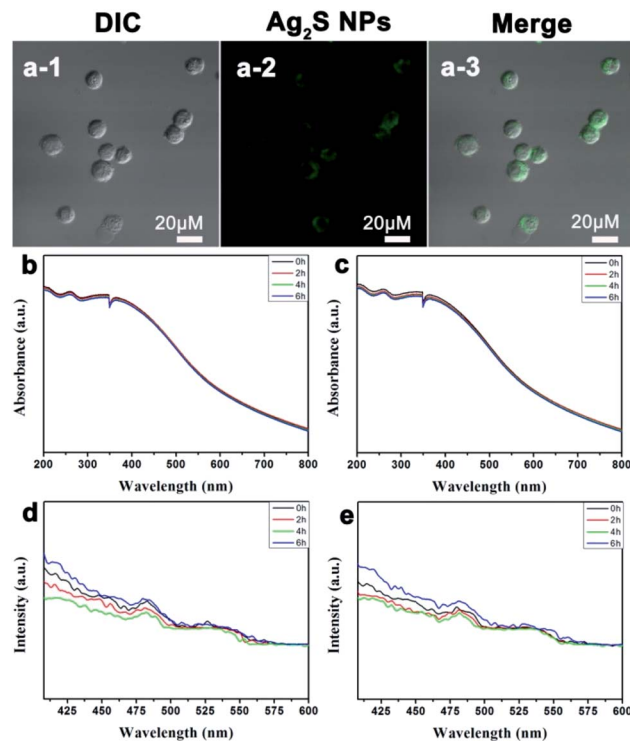 DIC Ag₂S NPs Merge
a-1 a-2 a-3
20μM 20μM 20μM
b c
0h 0h
2h 2h
4h 4h
6h 6h
Absorbance (a.u.) Absorbance (a.u.)
200 300 400 500 600 700 800 200 300 400 500 600 700 800
Wavelength (nm) Wavelength (nm)
d e
0h 0h
2h 2h
4h 4h
6h 6h
Intensity (a.u.) Intensity (a.u.)
425 450 475 500 525 550 575 600 425 450 475 500 525 550 575 600
Wavelength (nm) Wavelength (nm)